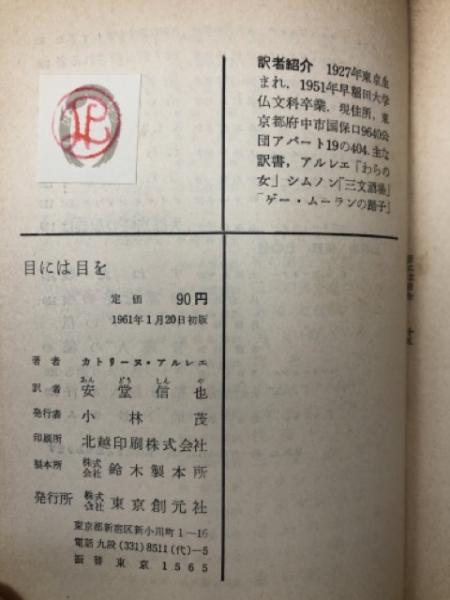 訳者紹介 1927年東京生
まれ．1951年早稲田大学
仏文科卒業．現住所，東
京都府中市国保口9640公
団アパート19の404．主な
訳書，アルレエ「わらの
女」シムノン「三文酒場」
「ゲー・ムーランの踊子」
目には目を
定価 90円
1961年1月20日初版
著者 カトリーヌ・アルレエ
訳者 安堂信也
あん どう しん や
発行者 小林茂
印刷所 北越印刷株式会社
製本所 株式会社 鈴木製本所
発行所 株式会社 東京創元社
東京都新宿区新小川町1－16
電話九段(331)8511(代)―5
振替東京1565